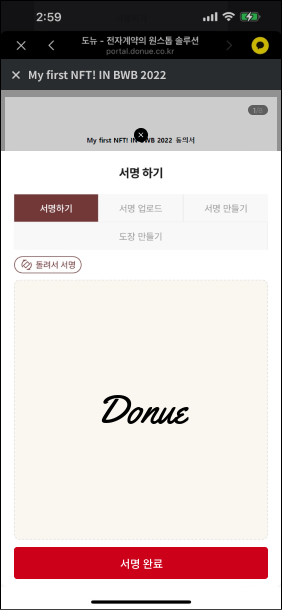 2:59
도뉴 - 전자계약의 원스톱 솔루션
portal.donue.co.kr
My first NFT! IN BWB 2022
My first NFT! IN BWB 2022 동의서
서명 하기
서명하기
서명 업로드
서명 만들기
도장 만들기
돌려서 서명
Donue
서명 완료